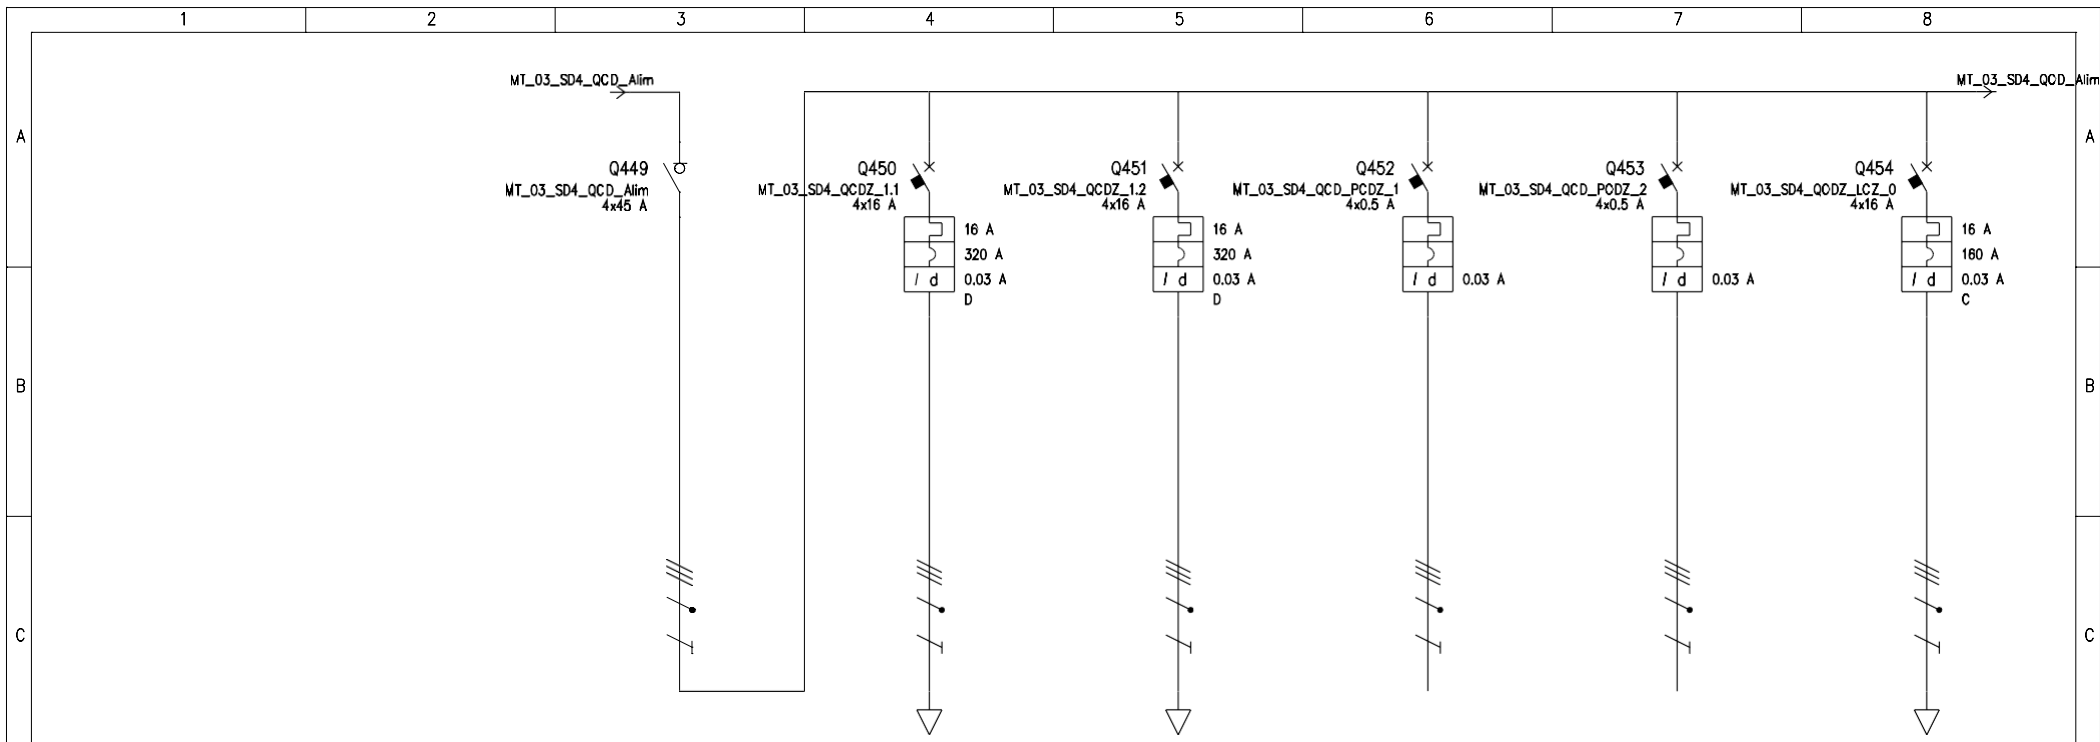 1 2 3 4 5 6 7 8
MT_03_SD4_QCD_Alim
MT_03_SD4_QCD_Alim
A
A
Q449
MT_03_SD4_QCD_Alim
4x45 A
Q450
MT_03_SD4_QCDZ_1.1
4x16 A
16 A
320 A
I d 0.03 A
D
Q451
MT_03_SD4_QCDZ_1.2
4x16 A
16 A
320 A
I d 0.03 A
D
Q452
MT_03_SD4_QCD_PCDZ_1
4x0.5 A
I d 0.03 A
Q453
MT_03_SD4_QCD_PCDZ_2
4x0.5 A
I d 0.03 A
Q454
MT_03_SD4_QCDZ_LCZ_0
4x16 A
16 A
160 A
I d 0.03 A
C
B
B
C
C